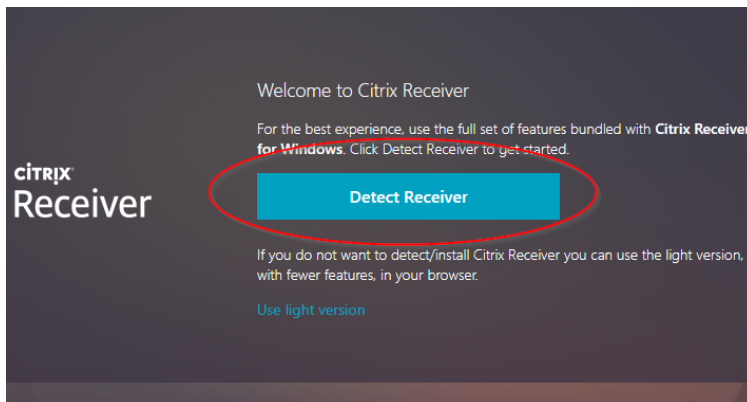 Welcome to Citrix Receiver
For the best experience, use the full set of features bundled with Citrix Receiver
for Windows. Click Detect Receiver to get started.
CİTRIX
Receiver
Detect Receiver
If you do not want to detect/install Citrix Receiver you can use the light version,
with fewer features, in your browser.
Use light version